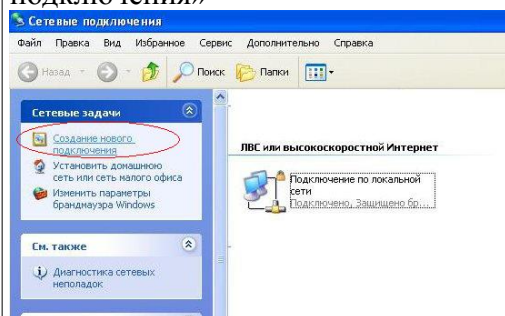 подключения»
Сетевые подключения
Файл Правка Вид Избранное Сервис Дополнительно Справка
Назад Поиск Папки
Сетевые задачи
Создание нового
подключения
Установить домашнюю
сеть или сеть малого офиса
Изменить параметры
брандмауэра Windows
См. также
Диагностика сетевых
неполадок
ЛВС или высокоскоростной Интернет
Подключение по локальной
сети
Подключено, Защищено бр...